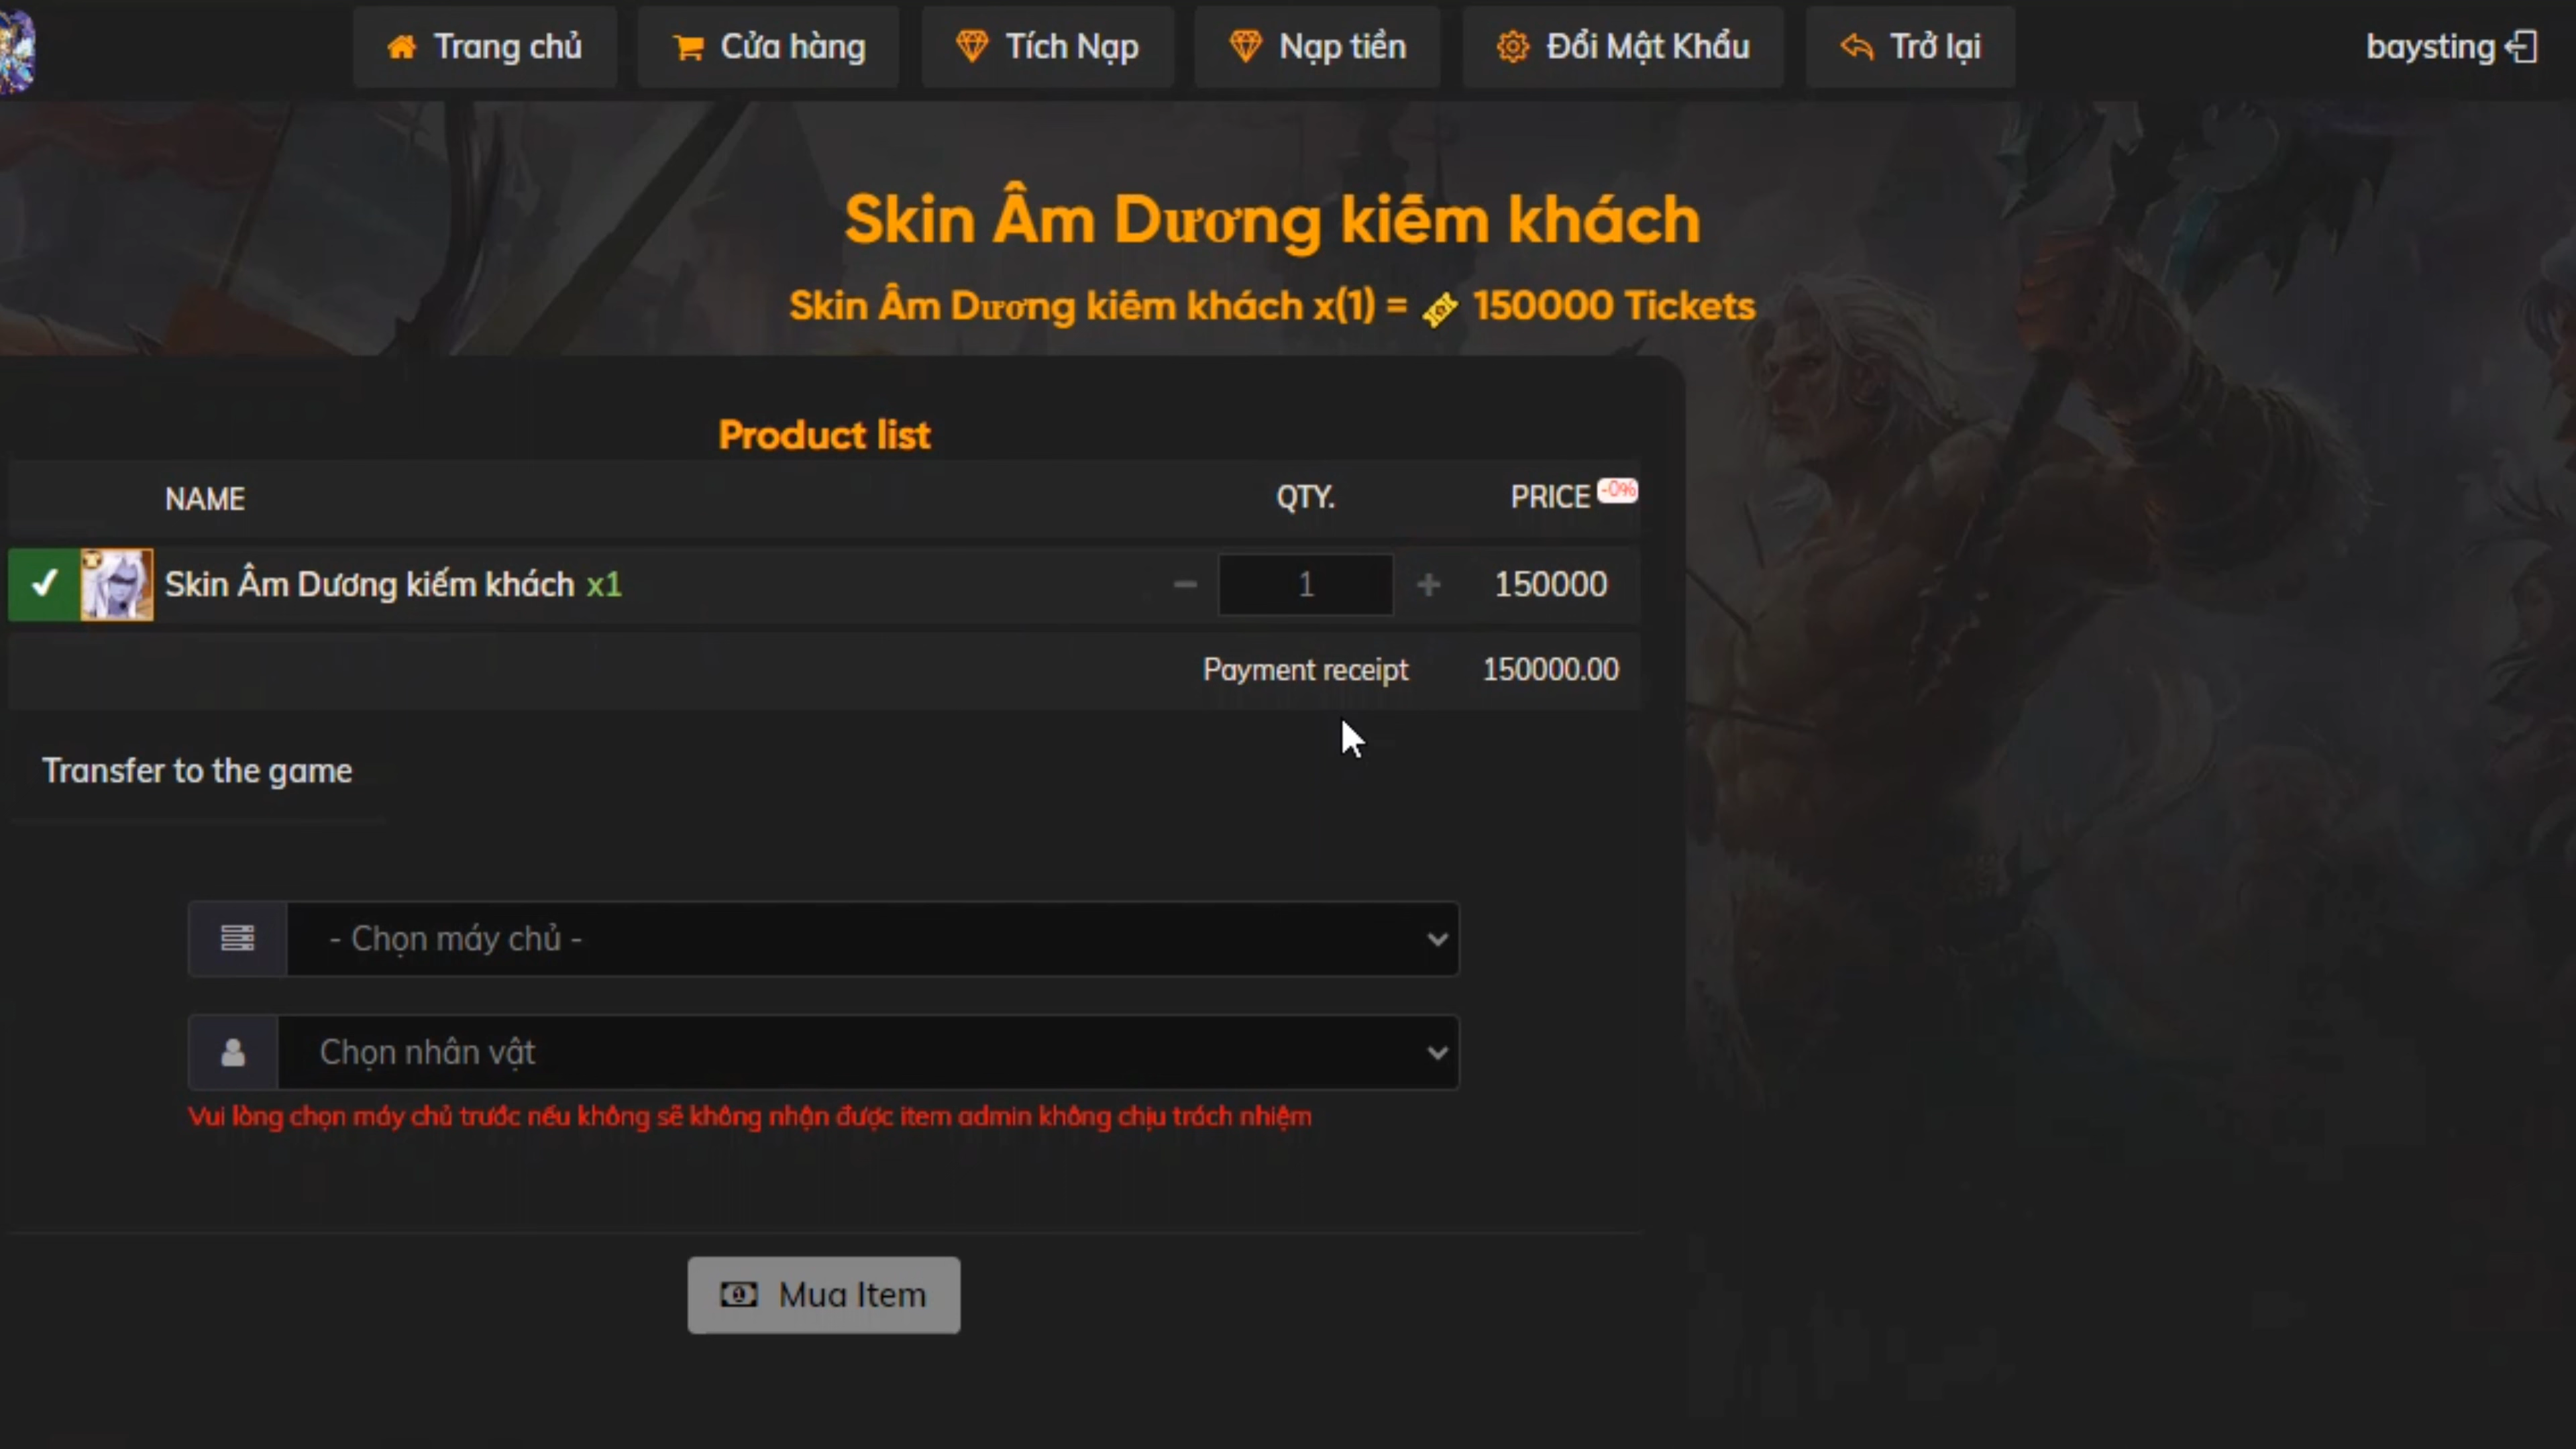 Trang chủ
Cửa hàng
Tích Nạp
Nạp tiền
Đổi Mật Khẩu
Trở lại
baysting
Skin Âm Dương kiếm khách
Skin Âm Dương kiếm khách x(1) = 150000 Tickets
Product list
NAME QTY. PRICE -0%
Skin Âm Dương kiếm khách x1 − 1 + 150000
Payment receipt 150000.00
Transfer to the game
- Chọn máy chủ -
Chọn nhân vật
Vui lòng chọn máy chủ trước nếu không sẽ không nhận được item admin không chịu trách nhiệm
Mua Item